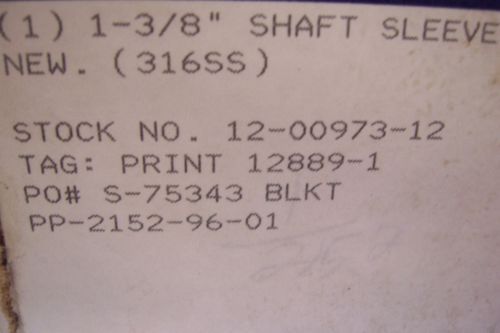 (1) 1-3/8" SHAFT SLEEVE
NEW. (316SS)
STOCK NO. 12-00973-12
TAG: PRINT 12889-1
PO# S-75343 BLKT
PP-2152-96-01